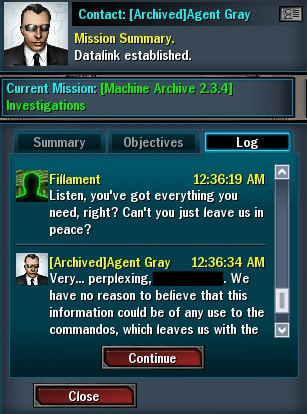 Contact: [Archived]Agent Gray
Mission Summary.
Datalink established.
Current Mission: [Machine Archive 2.3.4]
Investigations
Summary
Objectives
Log
Fillament 12:36:19 AM
Listen, you've got everything you
need, right? Can't you just leave us in
peace?
[Archived]Agent Gray 12:36:34 AM
Very... perplexing, . We
have no reason to believe that this
information could be of any use to the
commandos, which leaves us with the
Continue
Close